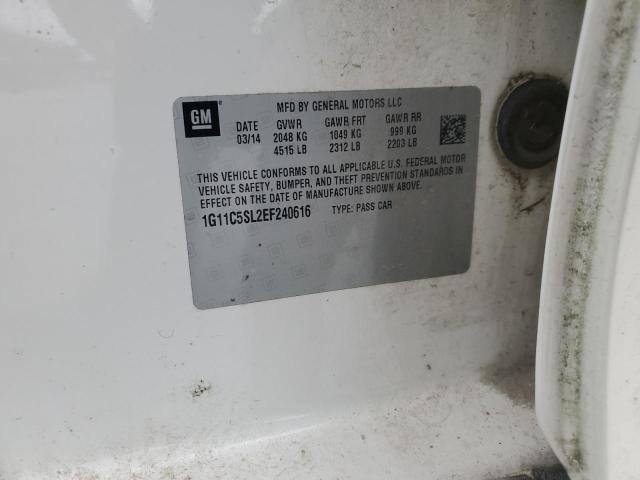 GM
MFD BY GENERAL MOTORS LLC
DATE GVWR GAWR FRT GAWR RR
03/14 2048 KG 1049 KG 999 KG
4515 LB 2312 LB 2203 LB
THIS VEHICLE CONFORMS TO ALL APPLICABLE U.S. FEDERAL MOTOR
VEHICLE SAFETY, BUMPER, AND THEFT PREVENTION STANDARDS IN
EFFECT ON THE DATE OF MANUFACTURE SHOWN ABOVE.
1G11C5SL2EF240616 TYPE: PASS CAR